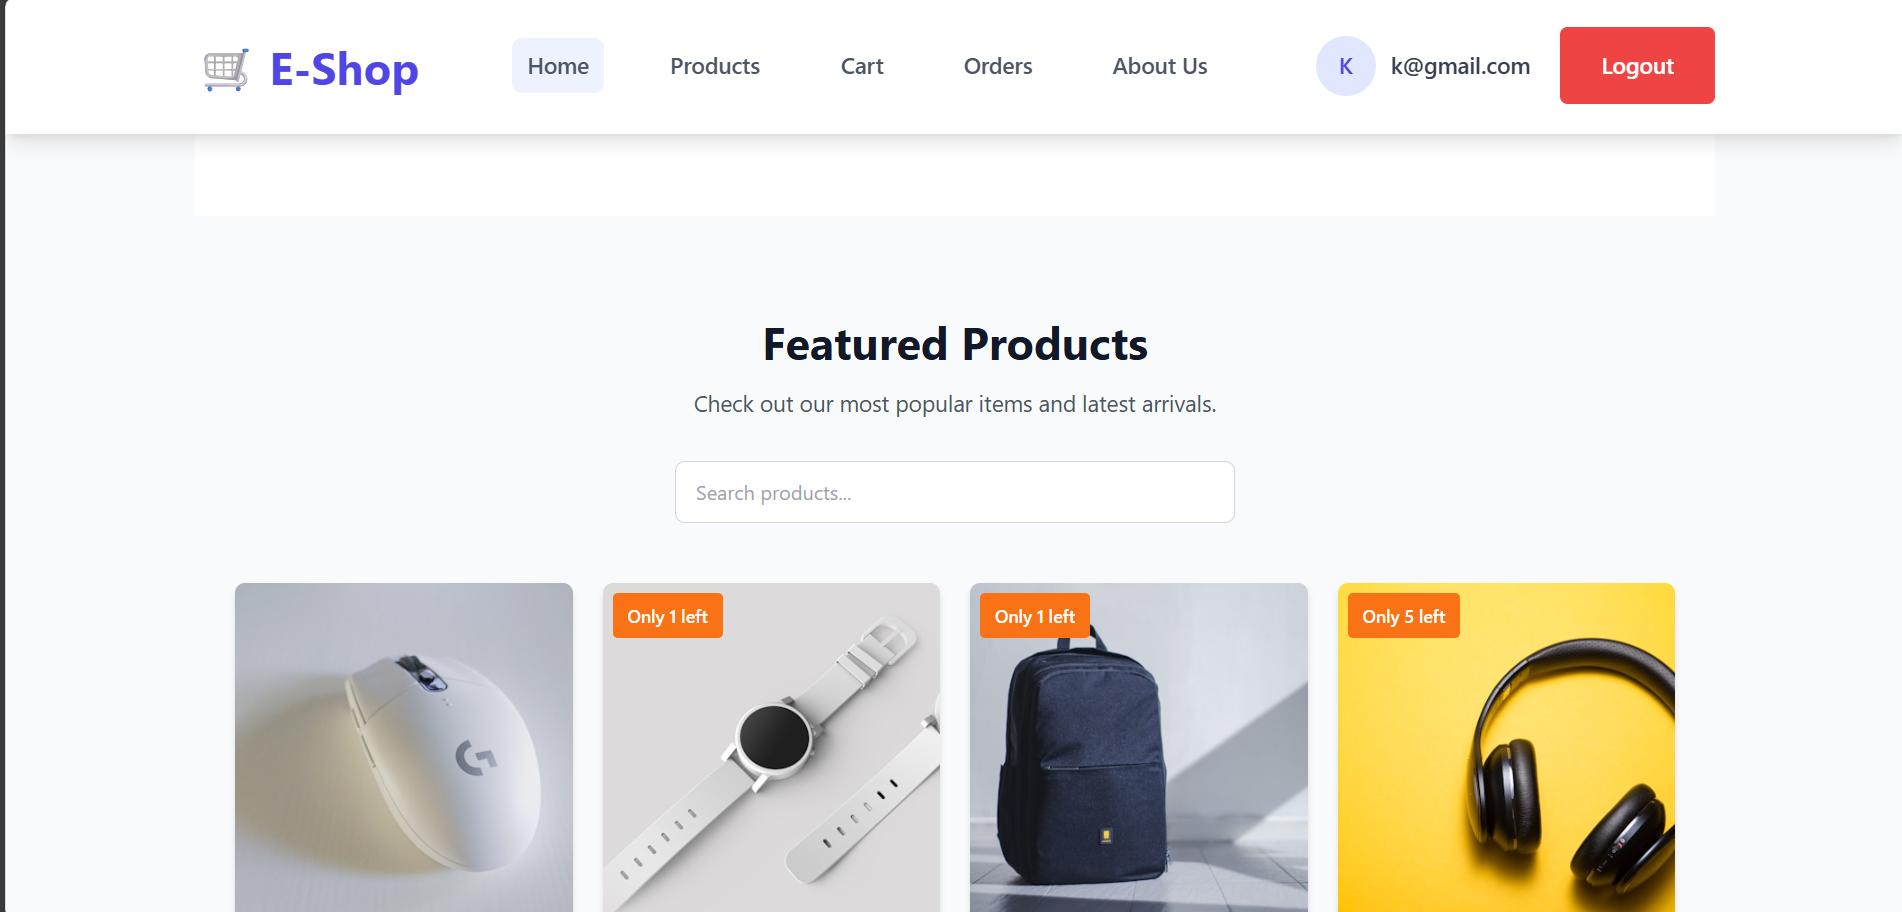 E-Shop
Home
Products
Cart
Orders
About Us
K
k@gmail.com
Logout
Featured Products
Check out our most popular items and latest arrivals.
Search products...
Only 1 left
Only 1 left
Only 5 left